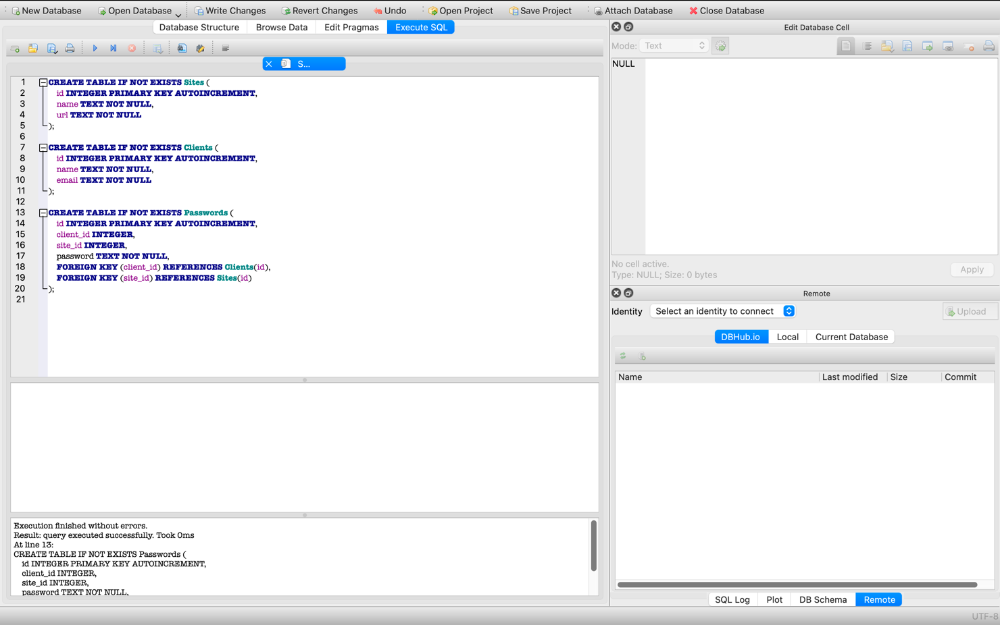 New Database Open Database Write Changes Revert Changes Undo Open Project Save Project Attach Database Close Database
Database Structure Browse Data Edit Pragmas Execute SQL
S...
1 CREATE TABLE IF NOT EXISTS Sites (
2 id INTEGER PRIMARY KEY AUTOINCREMENT,
3 name TEXT NOT NULL,
4 url TEXT NOT NULL
5 );
6
7 CREATE TABLE IF NOT EXISTS Clients (
8 id INTEGER PRIMARY KEY AUTOINCREMENT,
9 name TEXT NOT NULL,
10 email TEXT NOT NULL
11 );
12
13 CREATE TABLE IF NOT EXISTS Passwords (
14 id INTEGER PRIMARY KEY AUTOINCREMENT,
15 client_id INTEGER,
16 site_id INTEGER,
17 password TEXT NOT NULL,
18 FOREIGN KEY (client_id) REFERENCES Clients(id),
19 FOREIGN KEY (site_id) REFERENCES Sites(id)
20 );
21
Execution finished without errors.
Result: query executed successfully. Took 0ms
At line 13:
CREATE TABLE IF NOT EXISTS Passwords (
id INTEGER PRIMARY KEY AUTOINCREMENT,
client_id INTEGER,
site_id INTEGER,
password TEXT NOT NULL,
Edit Database Cell
Mode: Text
NULL
No cell active.
Type: NULL; Size: 0 bytes
Apply
Remote
Identity Select an identity to connect Upload
DBHub.io Local Current Database
Name Last modified Size Commit
SQL Log Plot DB Schema Remote
UTF-8